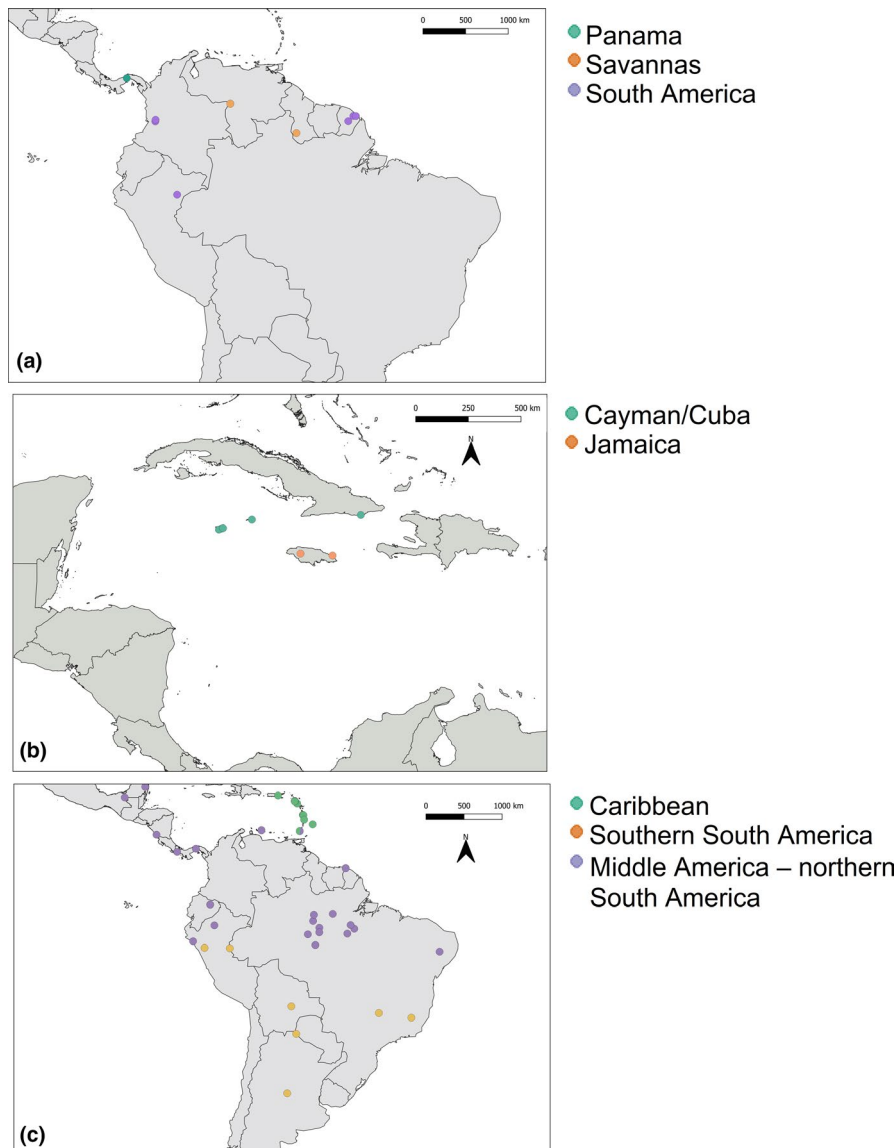 0 500 1000 km
Panama
Savannas
South America
(a)
0 250 500 km
N
Cayman/Cuba
Jamaica
(b)
0 500 1000 km
N
Caribbean
Southern South America
Middle America – northern
South America
(c)